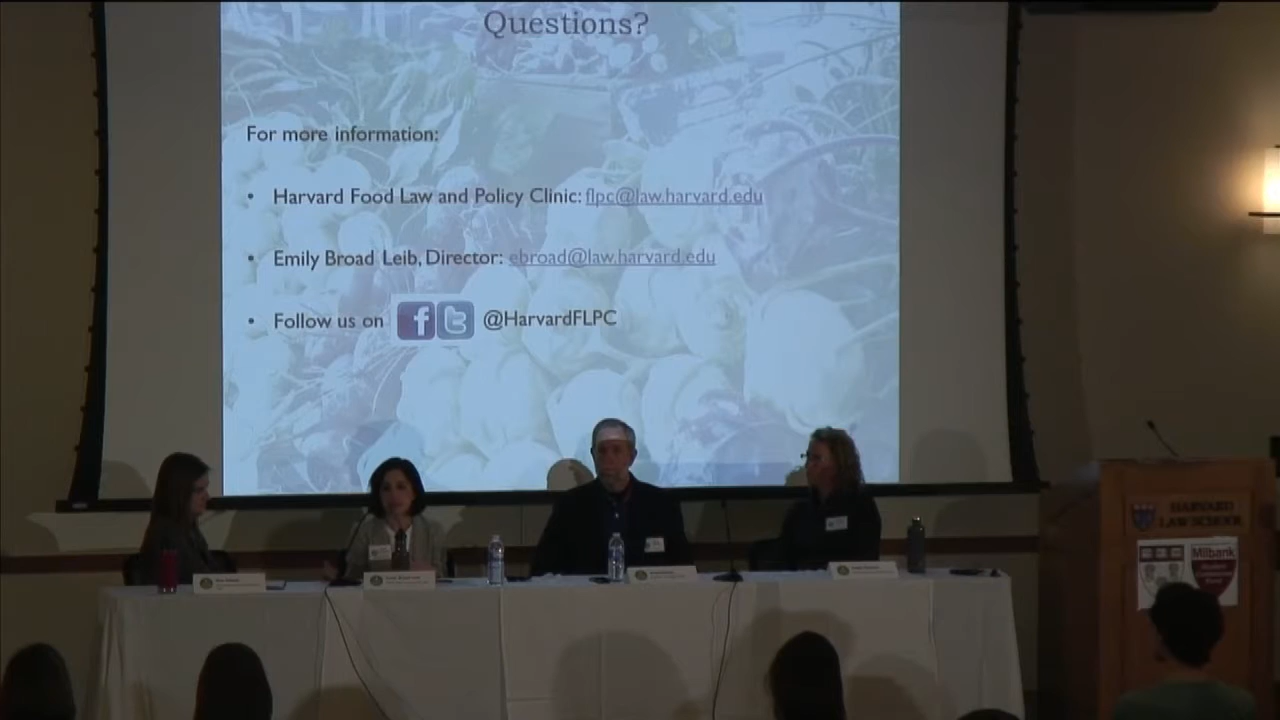 Questions?
For more information:
• Harvard Food Law and Policy Clinic: flpc@law.harvard.edu
• Emily Broad Leib, Director: ebroad@law.harvard.edu
• Follow us on f t @HarvardFLPC
HARVARD
LAW SCHOOL
Milbank